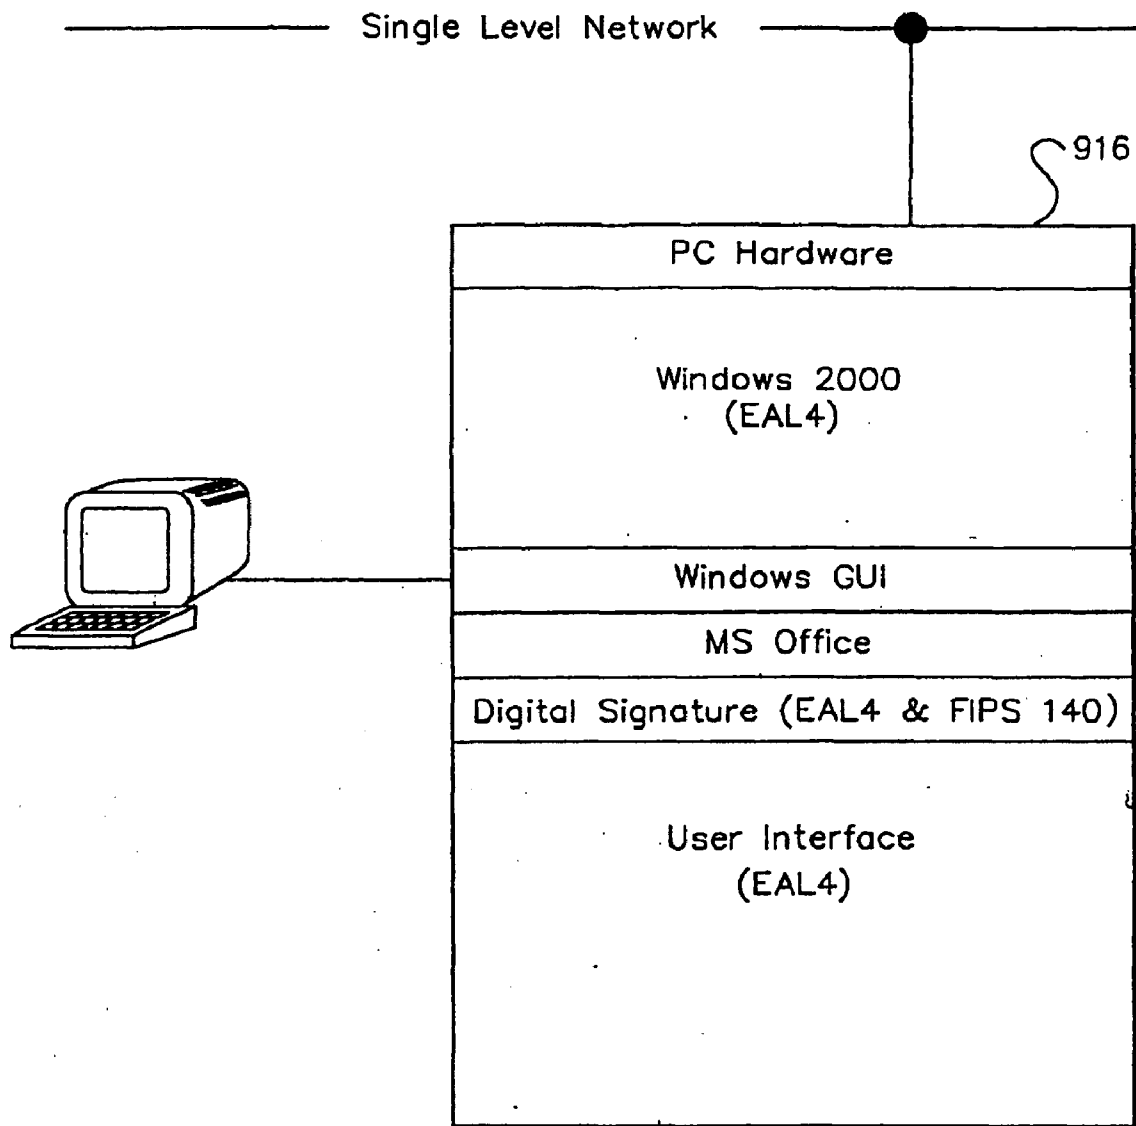 Single Level Network
916
PC Hardware
Windows 2000
(EAL4)
Windows GUI
MS Office
Digital Signature (EAL4 & FIPS 140)
User Interface
(EAL4)